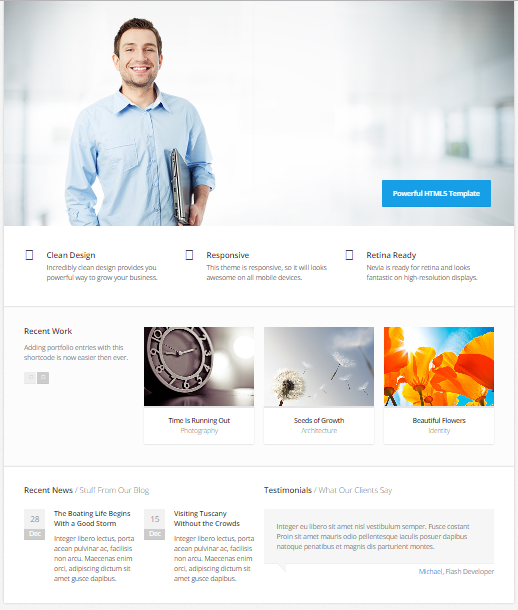 Powerful HTML5 Template
Clean Design
Incredibly clean design provides you
powerful way to grow your business.
Responsive
This theme is responsive, so it will looks
awesome on all mobile devices.
Retina Ready
Nevia is ready for retina and looks
fantastic on high-resolution displays.
Recent Work
Adding portfolio entries with this
shortcode is now easier then ever.
Time Is Running Out
Photography
Seeds of Growth
Architecture
Beautiful Flowers
Identity
Recent News / Stuff From Our Blog
28
Dec
The Boating Life Begins
With a Good Storm
Integer libero lectus, porta
acean pulvinar ac, facilisis
non arcu. Maecenas enim
orci, adipiscing dictum sit
amet gusce dapibus.
15
Dec
Visiting Tuscany
Without the Crowds
Integer libero lectus, porta
acean pulvinar ac, facilisis
non arcu. Maecenas enim
orci, adipiscing dictum sit
amet gusce dapibus.
Testimonials / What Our Clients Say
Integer eu libero sit amet nisl vestibulum semper. Fusce costant
Proin sit amet mauris odio pellentesque iaculis posuer dapibus
natoque penatibus et magnis dis parturient montes.
Michael, Flash Developer